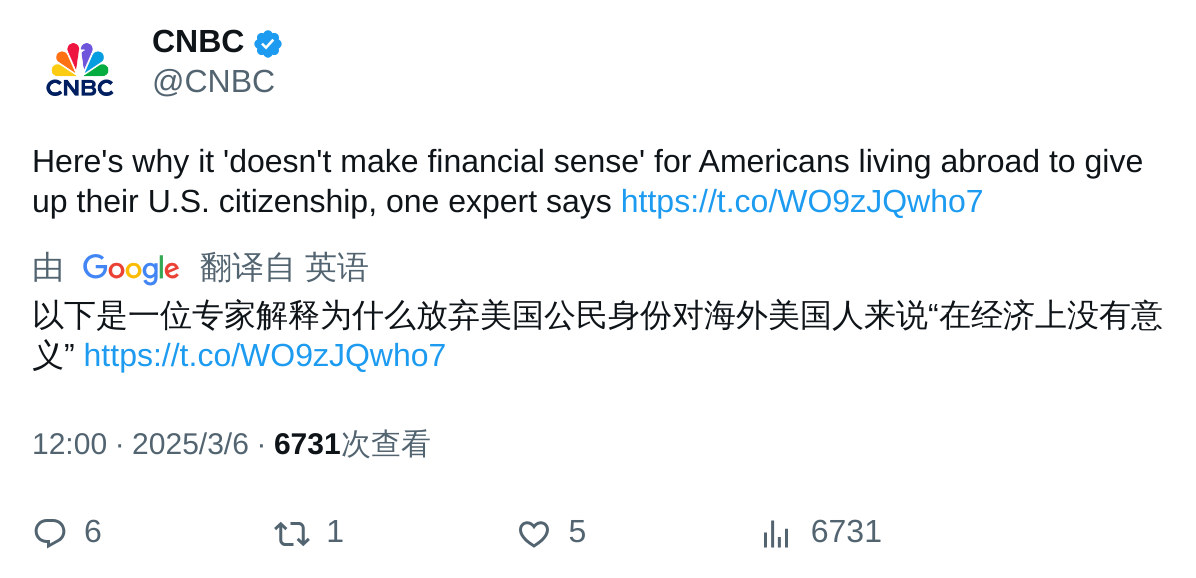 CNBC
CNBC
@CNBC
Here's why it 'doesn't make financial sense' for Americans living abroad to give
up their U.S. citizenship, one expert says https://t.co/WO9zJQwho7
由 Google 翻译自 英语
以下是一位专家解释为什么放弃美国公民身份对海外美国人来说“在经济上没有意
义” https://t.co/WO9zJQwho7
12:00 · 2025/3/6 · 6731次查看
6 1 5 6731